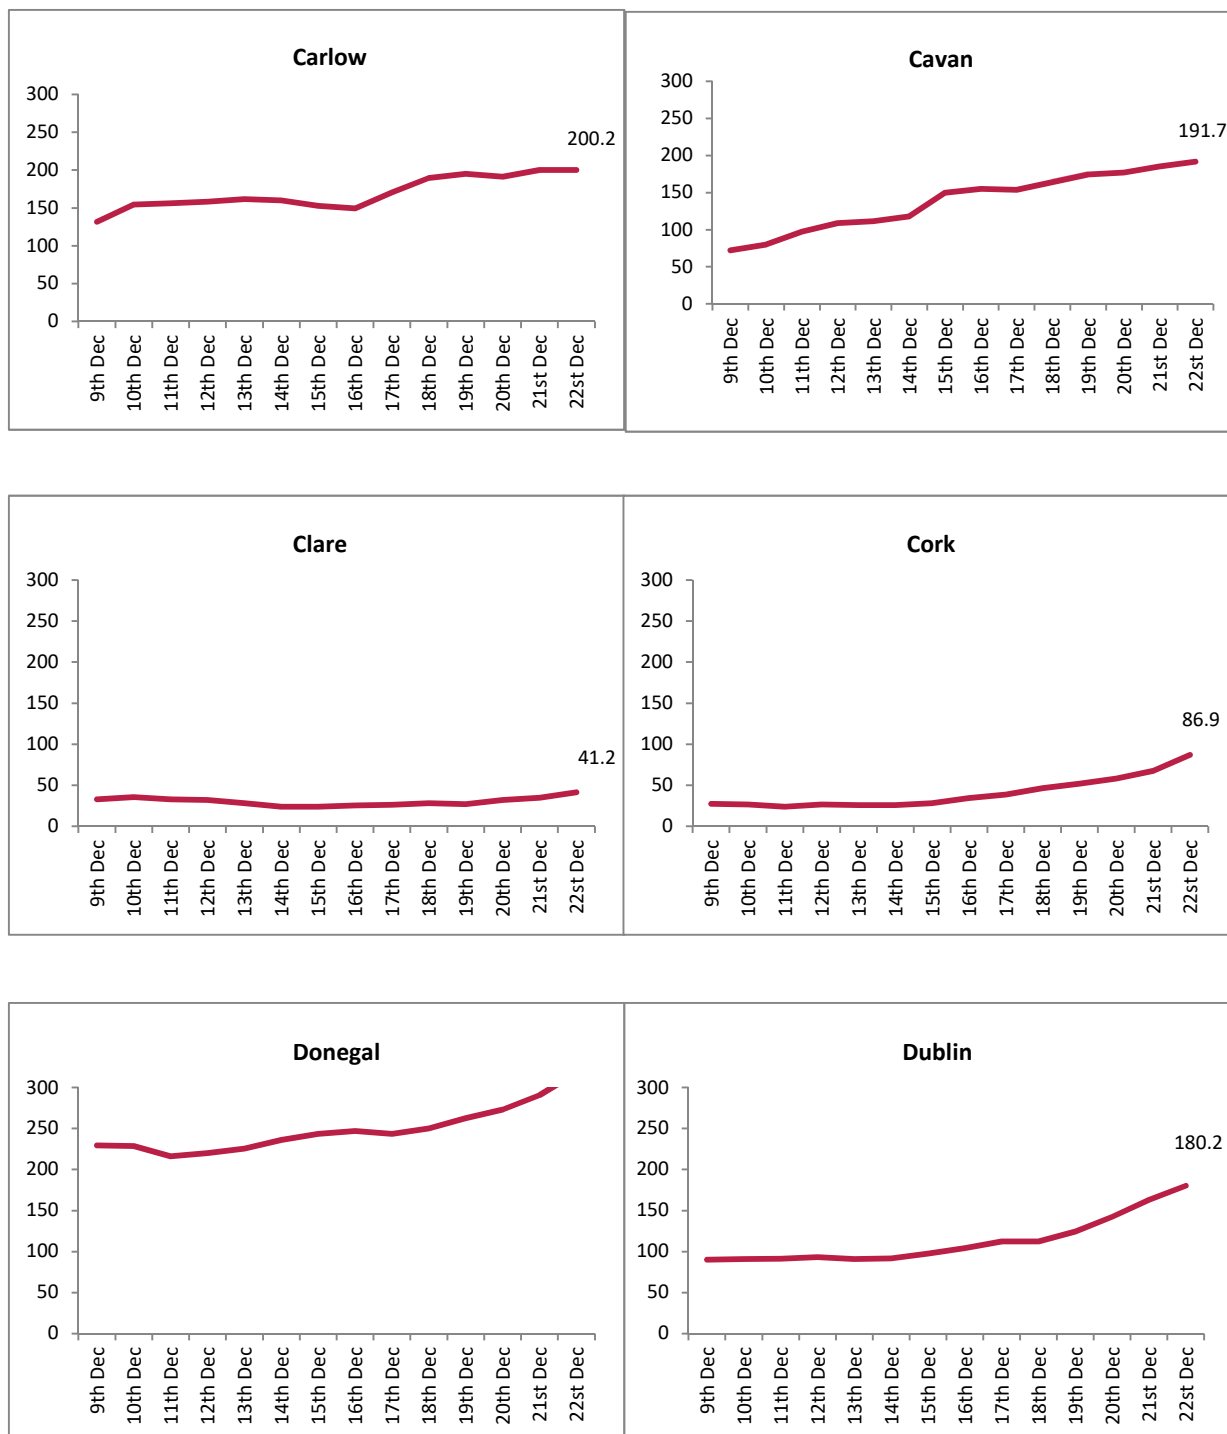 Carlow
300
250
200
150
100
50
0
200.2
9th Dec
10th Dec
11th Dec
12th Dec
13th Dec
14th Dec
15th Dec
16th Dec
17th Dec
18th Dec
19th Dec
20th Dec
21st Dec
22st Dec
Cavan
300
250
200
150
100
50
0
191.7
9th Dec
10th Dec
11th Dec
12th Dec
13th Dec
14th Dec
15th Dec
16th Dec
17th Dec
18th Dec
19th Dec
20th Dec
21st Dec
22st Dec
Clare
300
250
200
150
100
50
0
41.2
9th Dec
10th Dec
11th Dec
12th Dec
13th Dec
14th Dec
15th Dec
16th Dec
17th Dec
18th Dec
19th Dec
20th Dec
21st Dec
22st Dec
Cork
300
250
200
150
100
50
0
86.9
9th Dec
10th Dec
11th Dec
12th Dec
13th Dec
14th Dec
15th Dec
16th Dec
17th Dec
18th Dec
19th Dec
20th Dec
21st Dec
22st Dec
Donegal
300
250
200
150
100
50
0
9th Dec
10th Dec
11th Dec
12th Dec
13th Dec
14th Dec
15th Dec
16th Dec
17th Dec
18th Dec
19th Dec
20th Dec
21st Dec
22st Dec
Dublin
300
250
200
150
100
50
0
180.2
9th Dec
10th Dec
11th Dec
12th Dec
13th Dec
14th Dec
15th Dec
16th Dec
17th Dec
18th Dec
19th Dec
20th Dec
21st Dec
22st Dec